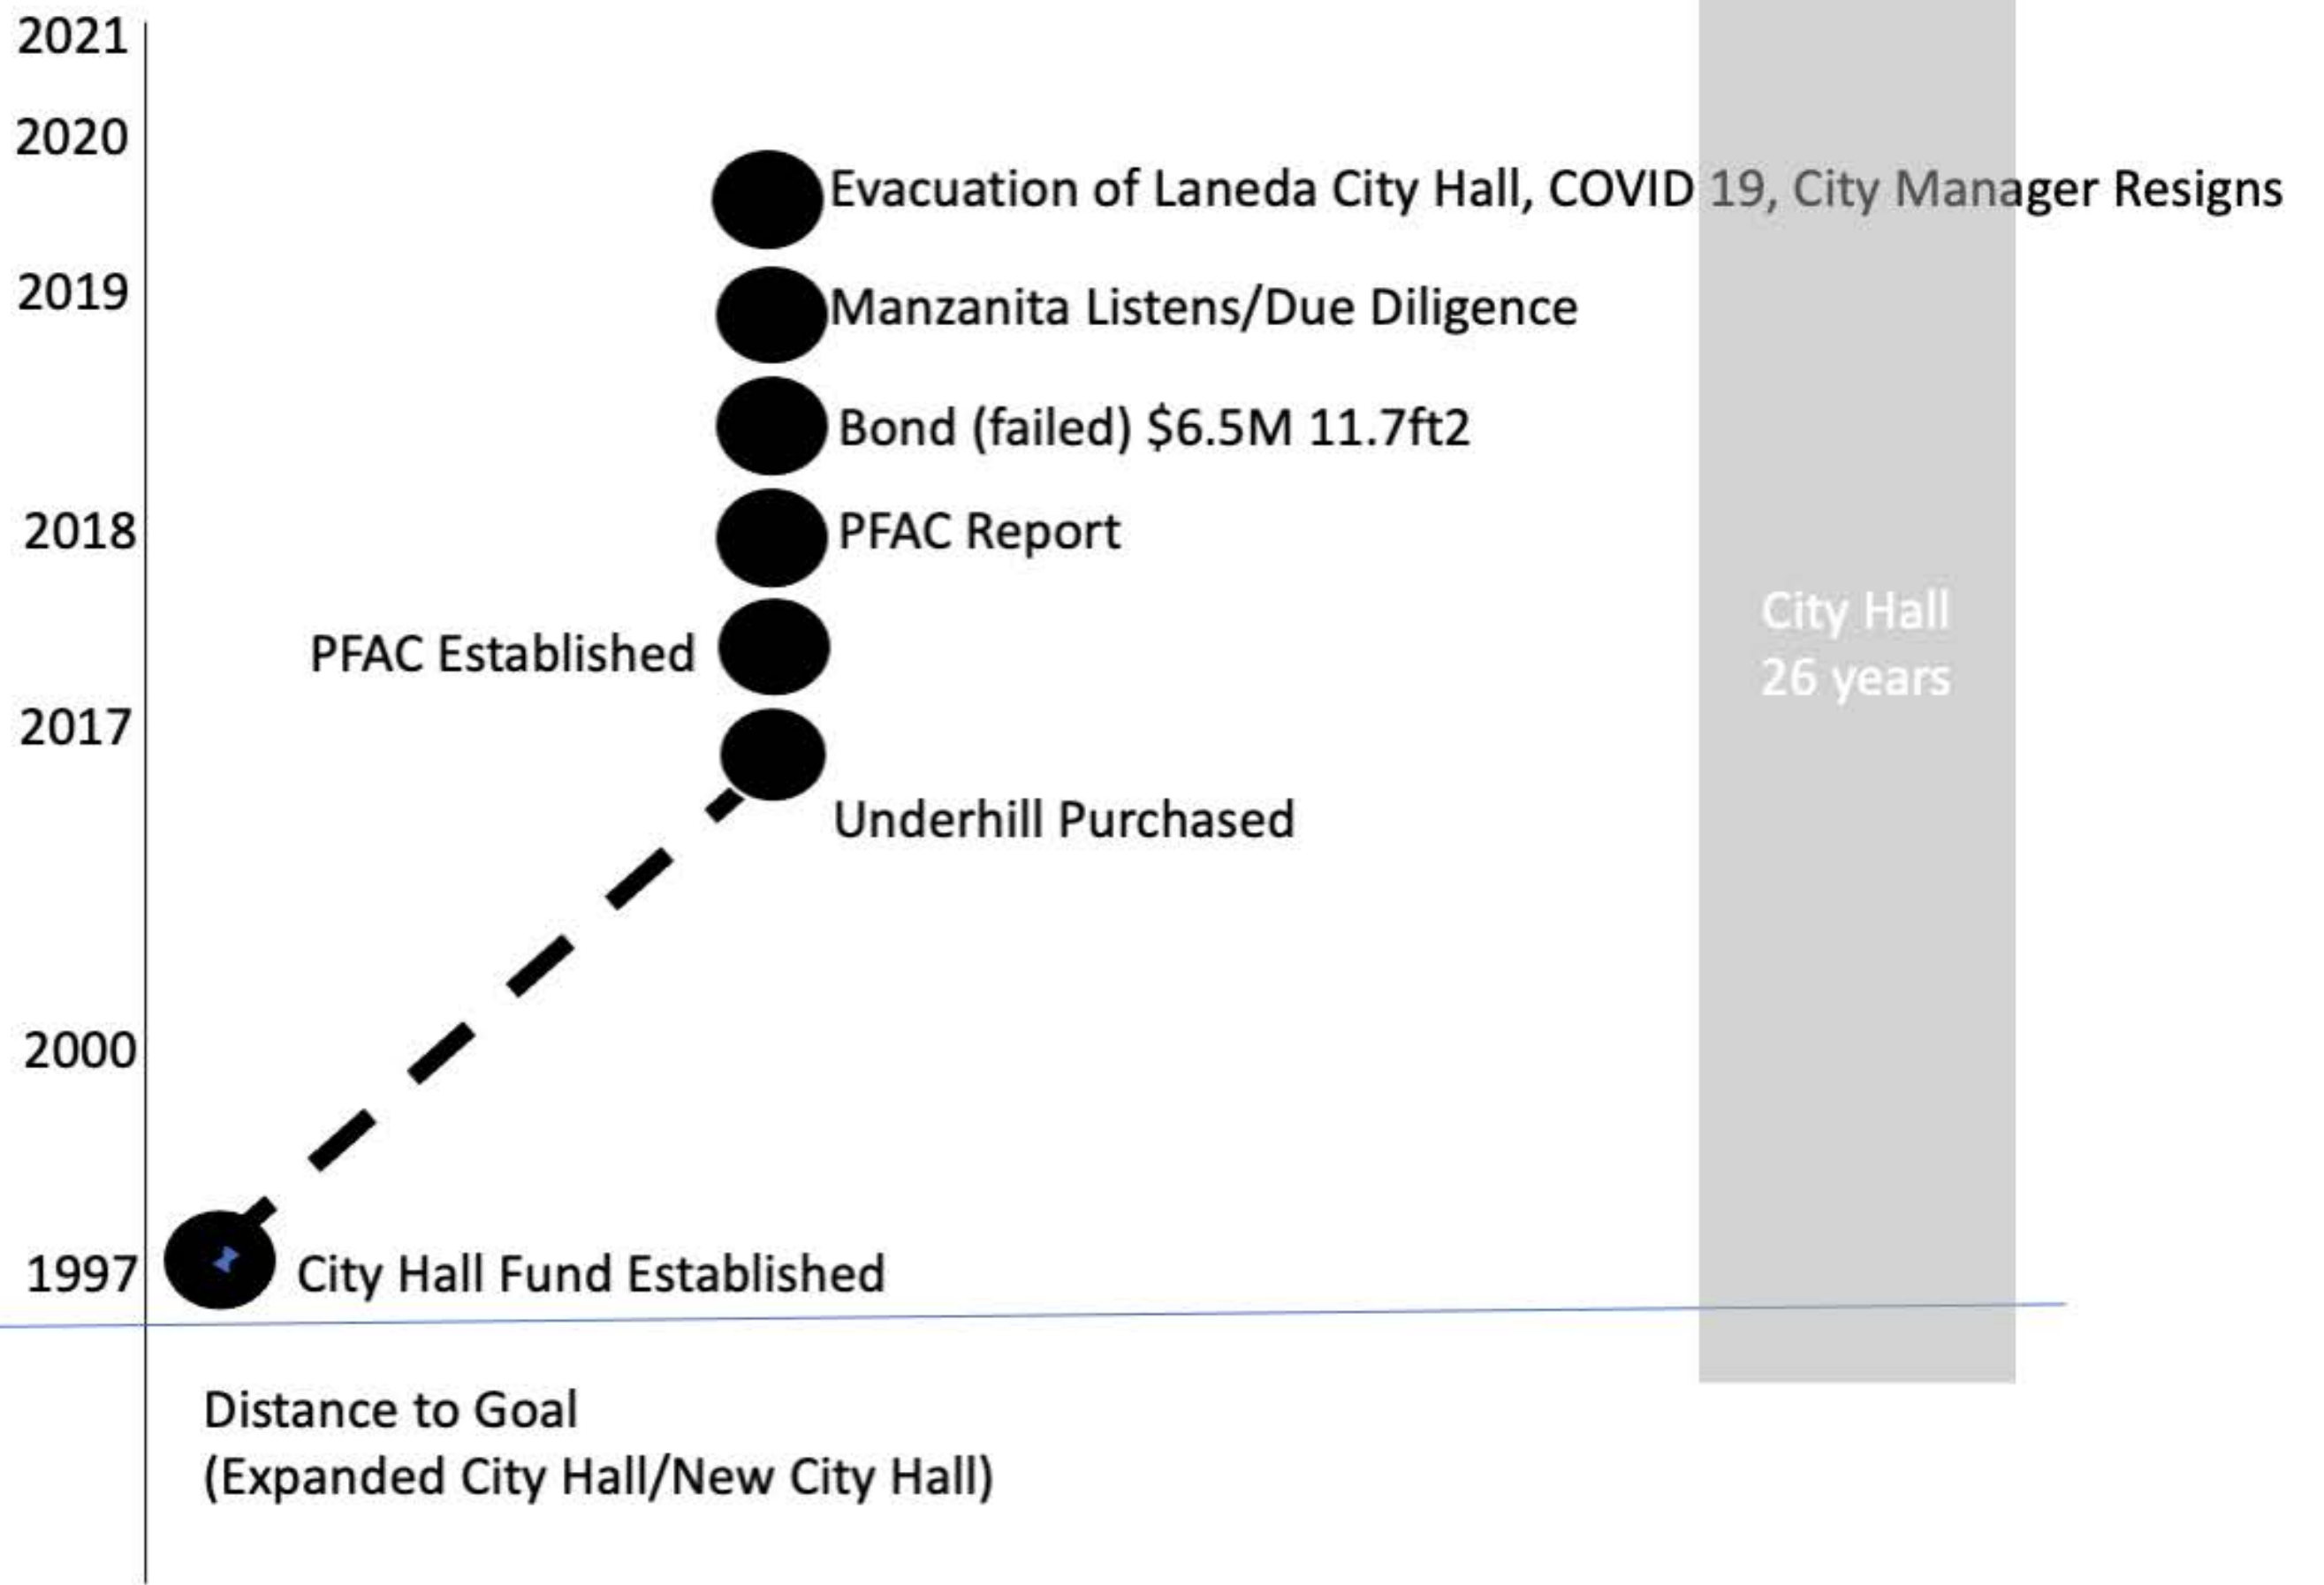 2021
2020
Evacuation of Laneda City Hall, COVID 19, City Manager Resigns
2019
Manzanita Listens/Due Diligence
Bond (failed) $6.5M 11.7ft2
2018
PFAC Report
City Hall
26 years
PFAC Established
2017
Underhill Purchased
2000
1997
City Hall Fund Established
Distance to Goal
(Expanded City Hall/New City Hall)